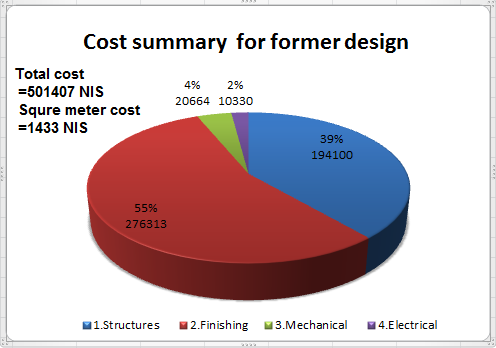 Cost summary for former design
Total cost
=501407 NIS
Squre meter cost
=1433 NIS
4%
20664
2%
10330
39%
194100
55%
276313
1.Structures 2.Finishing 3.Mechanical 4.Electrical